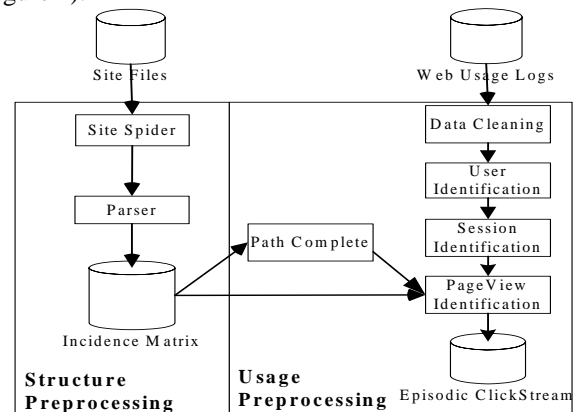 Site Files
Web Usage Logs
Site Spider
Data Cleaning
Parser
User
Identification
Path Complete
Session
Identification
PageView
Identification
Incidence Matrix
Structure
Preprocessing
Usage
Preprocessing
Episodic ClickStream